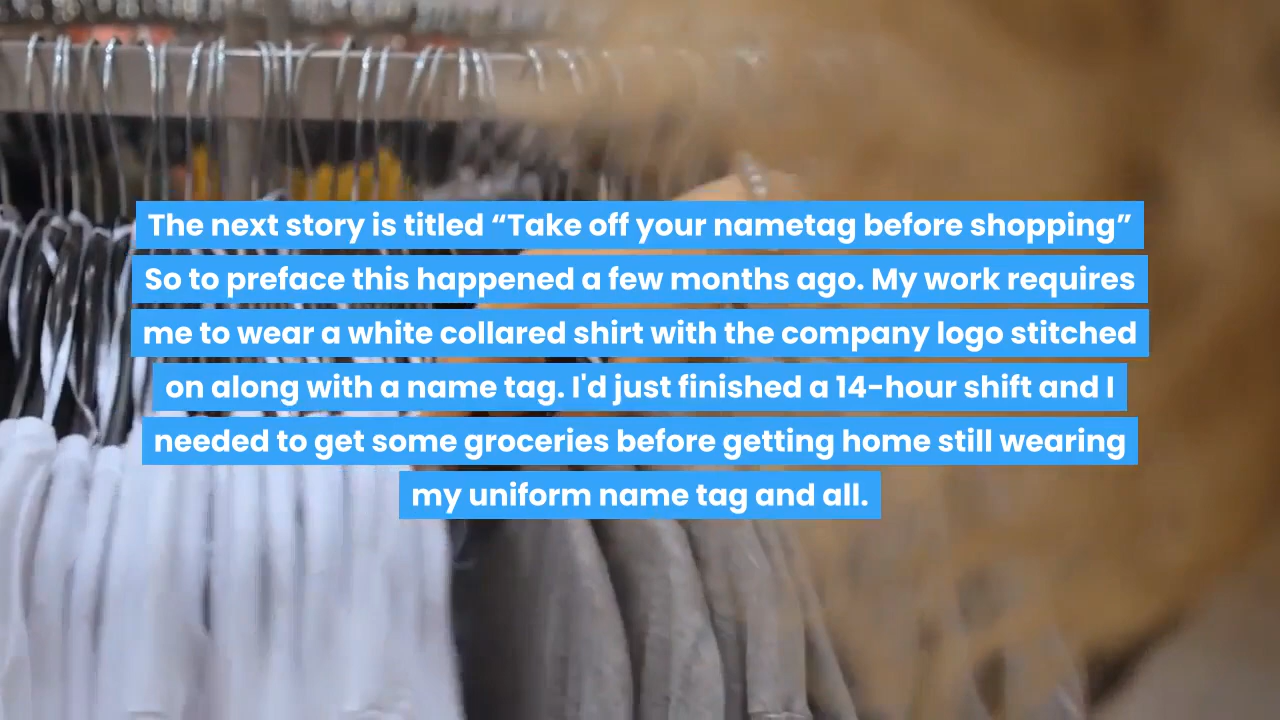 The next story is titled “Take off your nametag before shopping”
So to preface this happened a few months ago. My work requires
me to wear a white collared shirt with the company logo stitched
on along with a name tag. I'd just finished a 14-hour shift and I
needed to get some groceries before getting home still wearing
my uniform name tag and all.